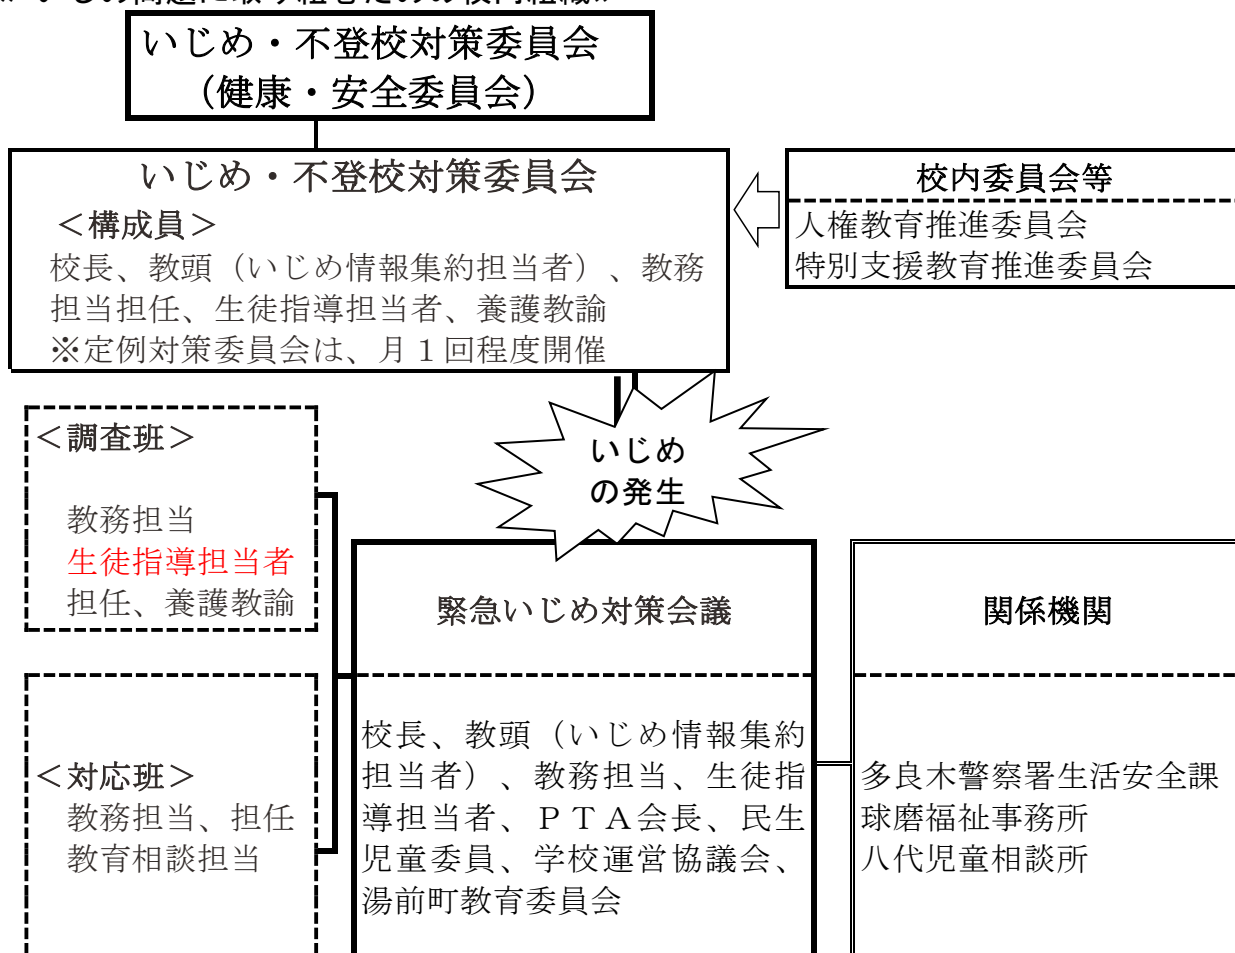 いじめ・不登校対策委員会
（健康・安全委員会）
いじめ・不登校対策委員会
＜構成員＞
校長、教頭（いじめ情報集約担当者）、教務
担当担任、生徒指導担当者、養護教諭
※定例対策委員会は、月１回程度開催
校内委員会等
人権教育推進委員会
特別支援教育推進委員会
いじめ
の発生
＜調査班＞
教務担当
生徒指導担当者
担任、養護教諭
＜対応班＞
教務担当、担任
教育相談担当
緊急いじめ対策会議
校長、教頭（いじめ情報集約
担当者）、教務担当、生徒指
導担当者、ＰＴＡ会長、民生
児童委員、学校運営協議会、
湯前町教育委員会
関係機関
多良木警察署生活安全課
球磨福祉事務所
八代児童相談所